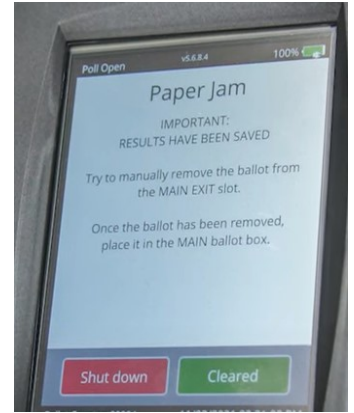 Poll Open v5.6.8.4 100%
Paper Jam
IMPORTANT:
RESULTS HAVE BEEN SAVED
Try to manually remove the ballot from
the MAIN EXIT slot.
Once the ballot has been removed,
place it in the MAIN ballot box.
Shut down Cleared